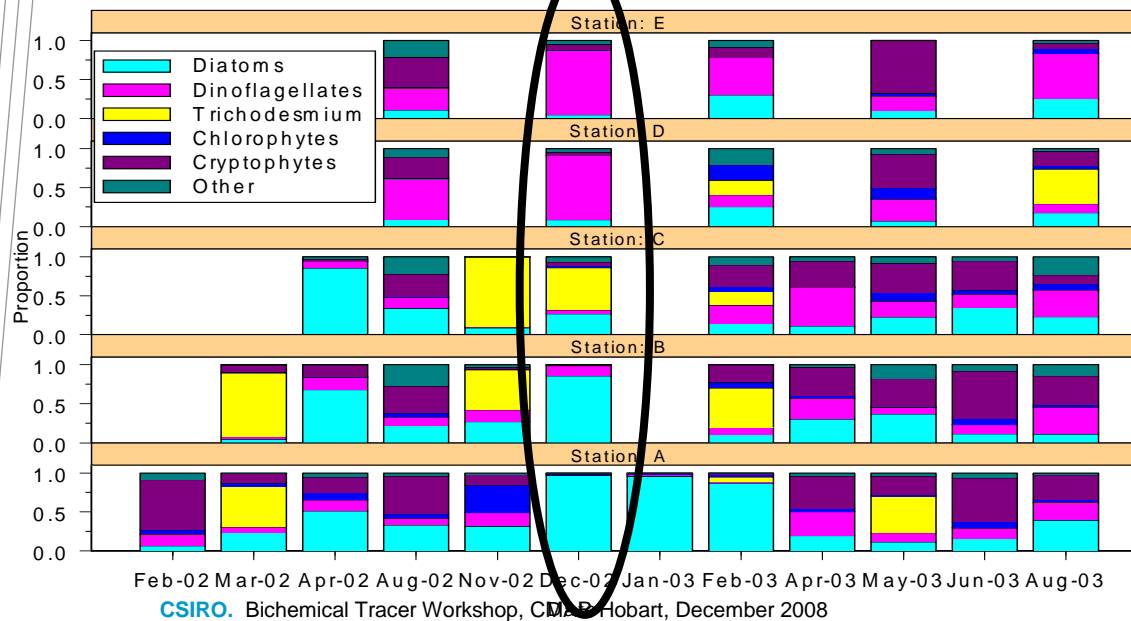 Station: E
1.0
0.5
0.0
Diatoms
Dinoflagellates
Trichodesmium
Chlorophytes
Cryptophytes
Other
Station: D
1.0
0.5
0.0
Station: C
1.0
0.5
0.0
Station: B
1.0
0.5
0.0
Station: A
1.0
0.5
0.0
Proportion
Feb-02 Mar-02 Apr-02 Aug-02 Nov-02 Dec-02 Jan-03 Feb-03 Apr-03 May-03 Jun-03 Aug-03
CSIRO. Bichemical Tracer Workshop, Hobart, December 2008